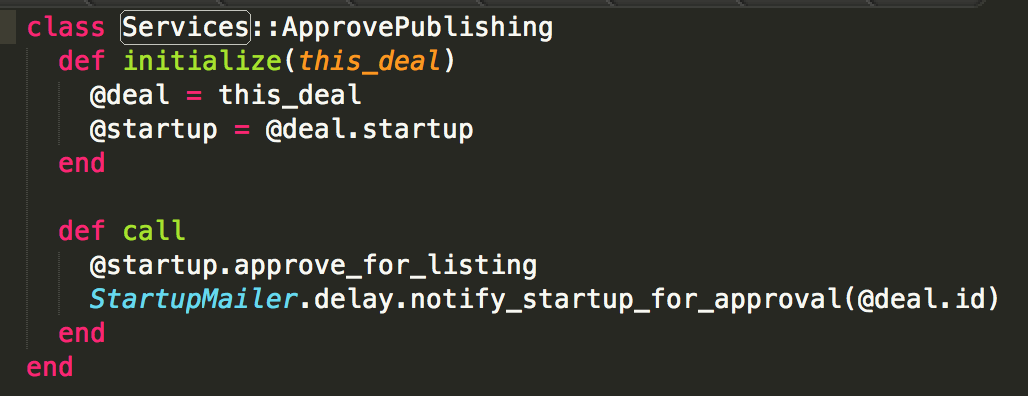 class Services::ApprovePublishing
  def initialize(this_deal)
    @deal = this_deal
    @startup = @deal.startup
  end

  def call
    @startup.approve_for_listing
    StartupMailer.delay.notify_startup_for_approval(@deal.id)
  end
end